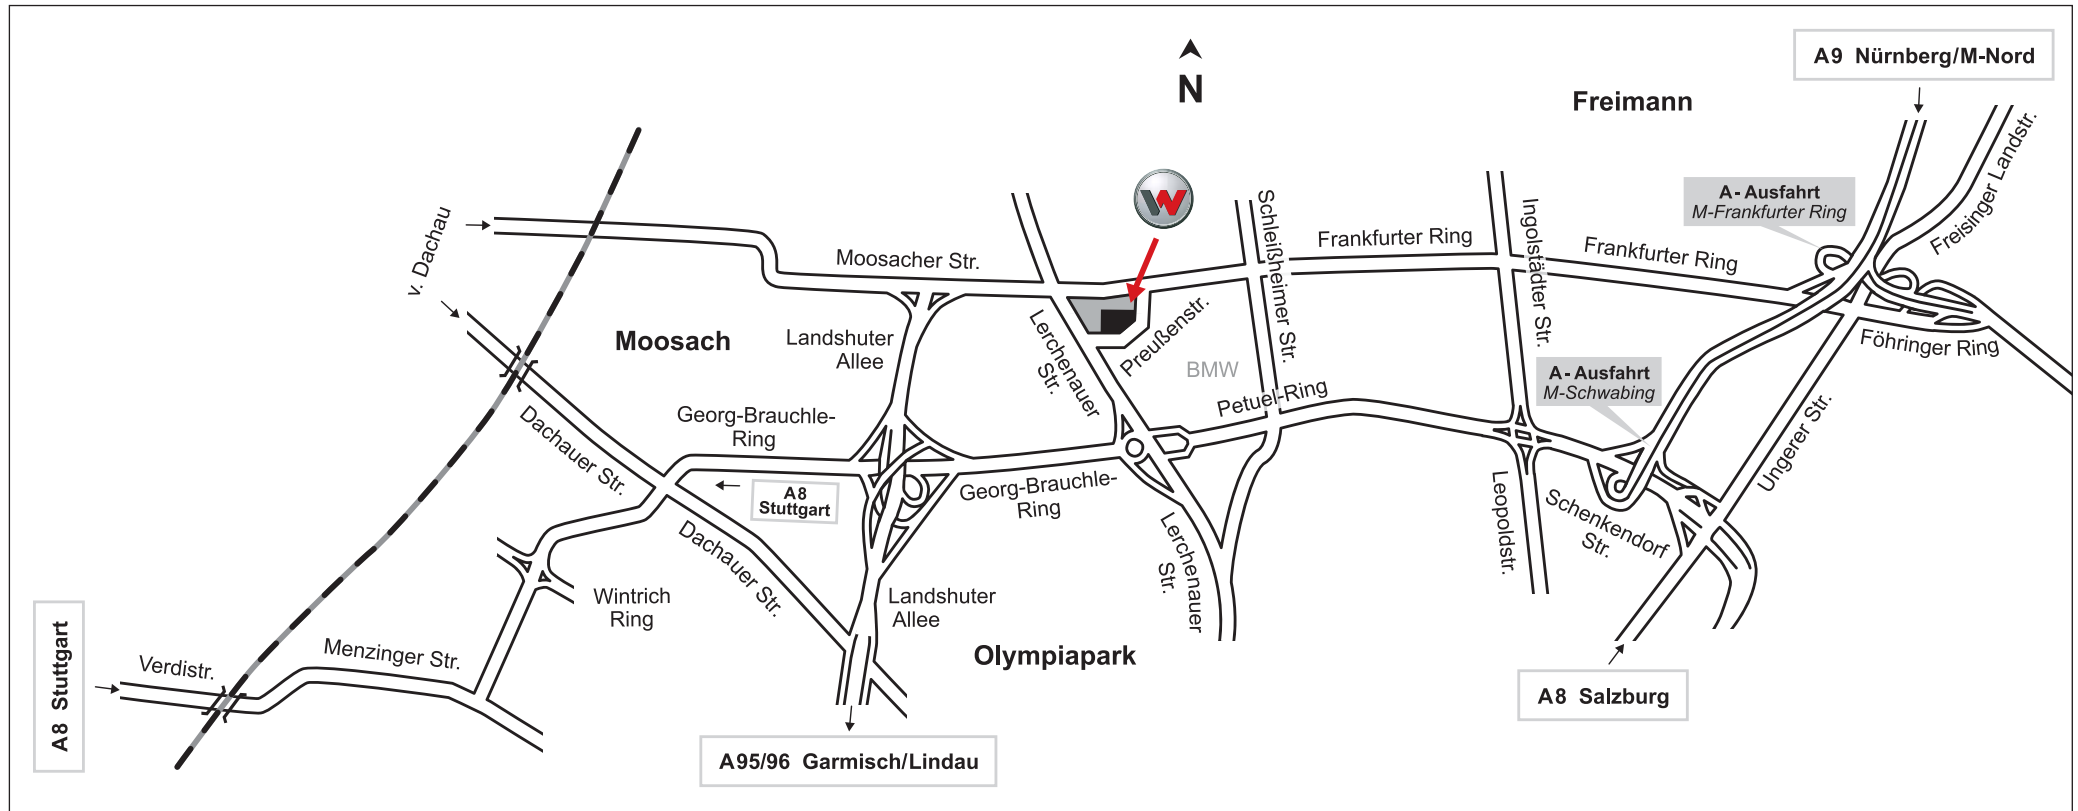 A9 Nürnberg/M-Nord
N
Freimann
A - Ausfahrt
M-Frankfurter Ring
Freisinger Landstr.
v. Dachau
Moosacher Str.
Schleißheimer Str.
Frankfurter Ring
Ingolstädter Str.
Frankfurter Ring
Moosach
Landshuter
Allee
Lerchenauer
Str.
Preußenstr.
BMW
Föhringer Ring
A - Ausfahrt
M-Schwabing
Petuel-Ring
Georg-Brauchle-
Ring
Dachauer Str.
A8
Stuttgart
Georg-Brauchle-
Ring
Leopoldstr.
Schenkendorf
Str.
Ungerer Str.
Dachauer Str.
Lerchenauer
Str.
Wintrich
Ring
Landshuter
Allee
Olympiapark
Verdistr.
Menzinger Str.
A8 Stuttgart
A8 Salzburg
A95/96 Garmisch/Lindau